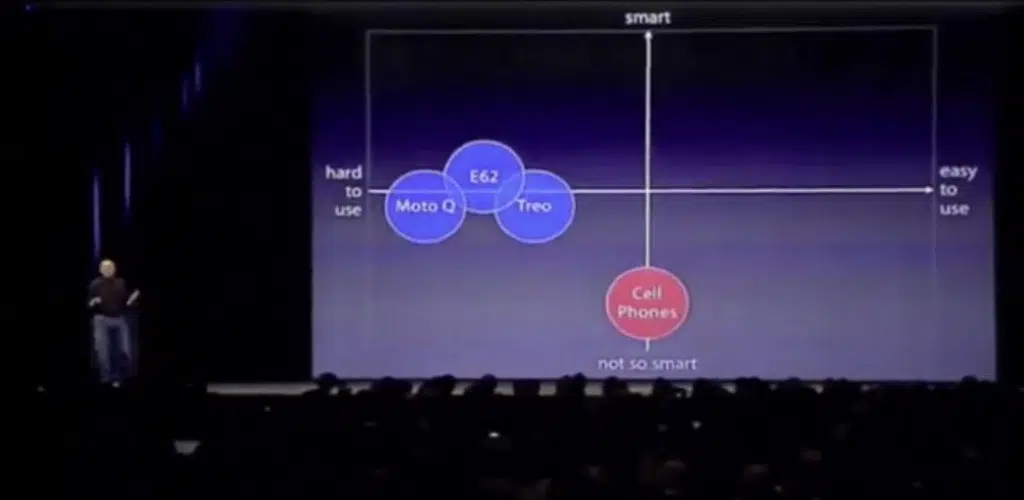 smart
hard
to
use
E62
Moto Q
Treo
easy
to
use
Cell
Phones
not so smart